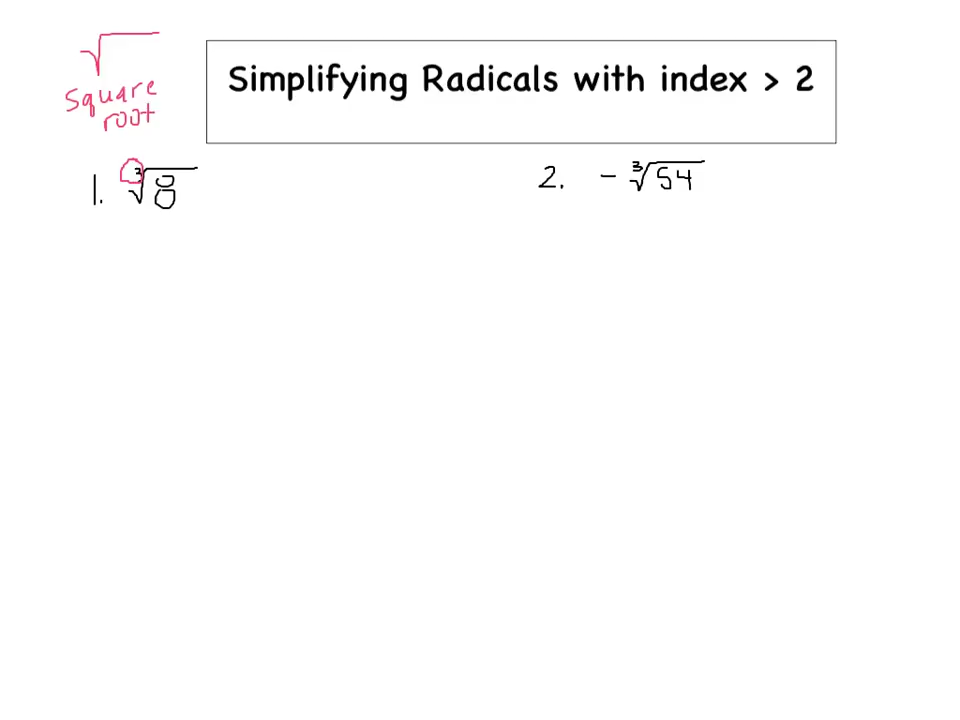 √
Square
root
Simplifying Radicals with index > 2
1. ∛8
2. -∛54